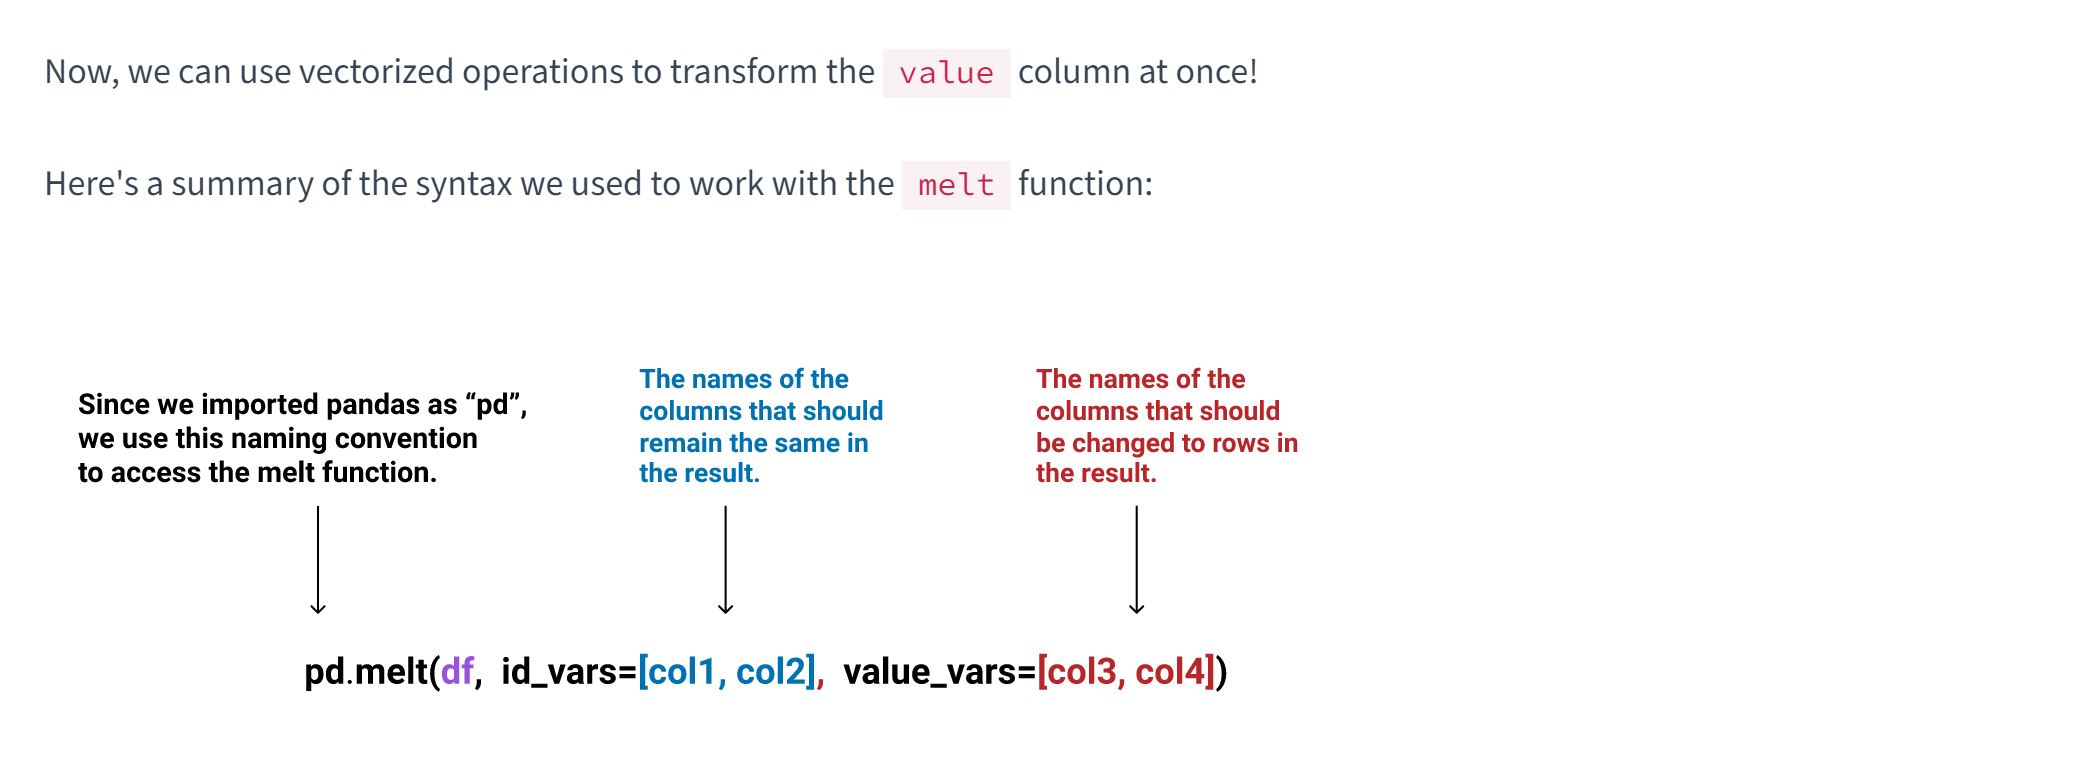 Now, we can use vectorized operations to transform the value column at once!
Here's a summary of the syntax we used to work with the melt function:
Since we imported pandas as “pd”,
we use this naming convention
to access the melt function.
The names of the
columns that should
remain the same in
the result.
The names of the
columns that should
be changed to rows in
the result.
pd.melt(df, id_vars=[col1, col2], value_vars=[col3, col4])